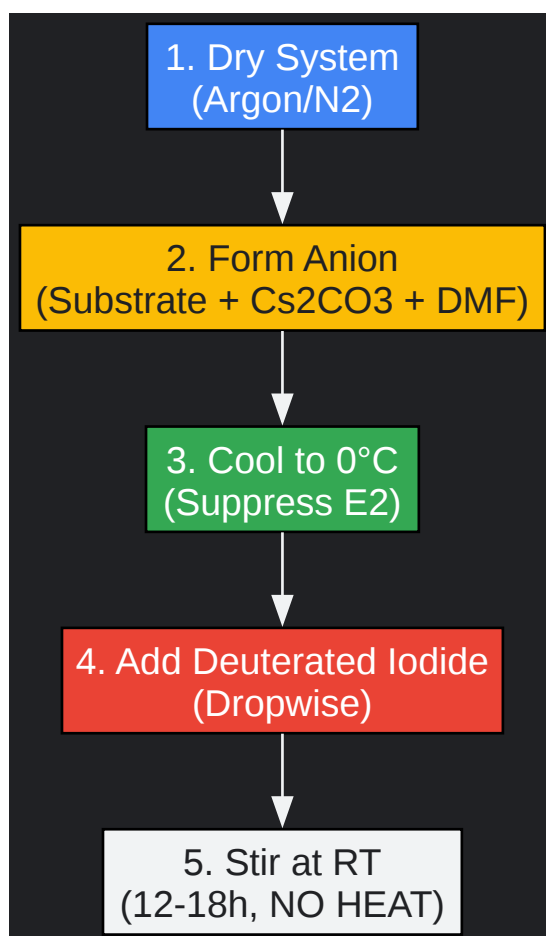 1. Dry System
(Argon/N2)
2. Form Anion
(Substrate + Cs2CO3 + DMF)
3. Cool to 0°C
(Suppress E2)
4. Add Deuterated Iodide
(Dropwise)
5. Stir at RT
(12-18h, NO HEAT)